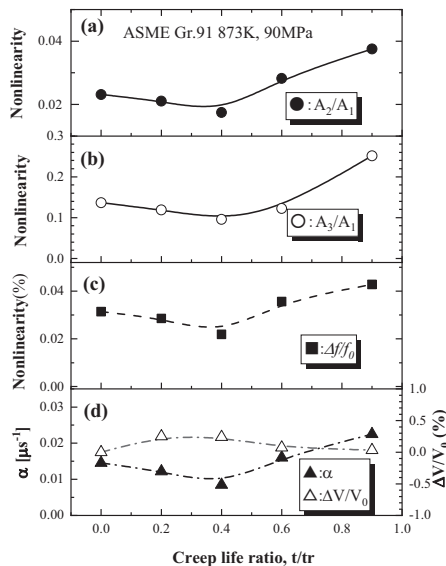 (a) ASME Gr.91 873K, 90MPa
0.04
0.02
Nonlinearity
●: A₂/A₁
(b)
0.3
0.2
0.1
0.0
Nonlinearity
○: A₃/A₁
(c)
0.04
0.02
0.00
Nonlinearity(%)
■:Δf/f₀
(d)
0.03
0.02
0.01
0.00
α [μs⁻¹]
▲:α
△:ΔV/V₀
1.0
0.5
0.0
-0.5
-1.0
ΔV/V₀ (%)
0.0 0.2 0.4 0.6 0.8 1.0
Creep life ratio, t/tr